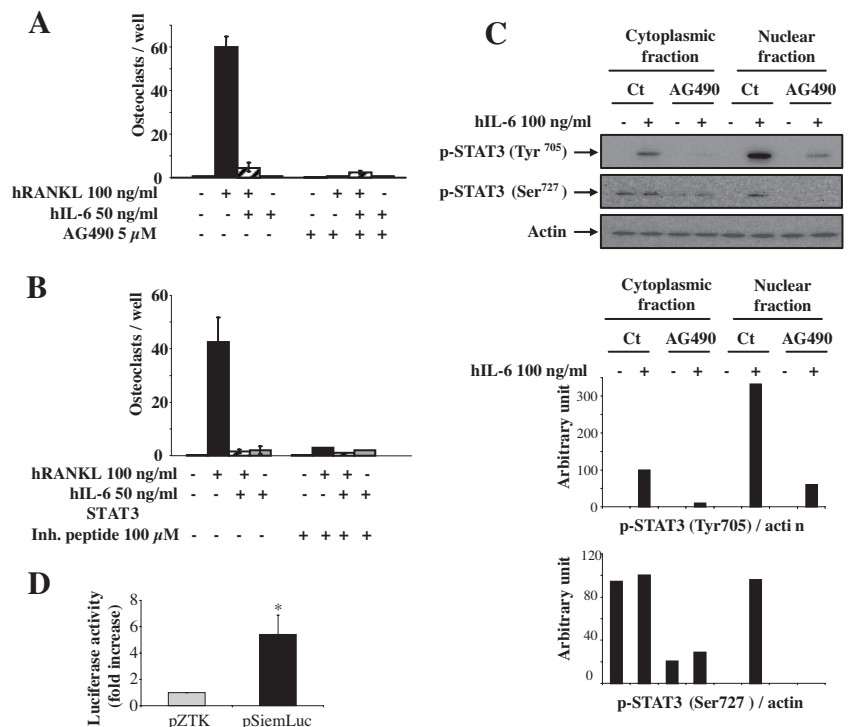 A
Osteoclasts / well
60
40
20
0
hRANKL 100 ng/ml - + + - - + + -
hIL-6 50 ng/ml - - + + - - + +
AG490 5 µM - - - - + + + +
B
Osteoclasts / well
60
40
20
0
hRANKL 100 ng/ml - + + - - + + -
hIL-6 50 ng/ml - - + + - - + +
STAT3
Inh. peptide 100 µM - - - - + + + +
D
Luciferase activity
(fold increase)
8
6
4
2
0
*
pZTK pSiemLuc
C
Cytoplasmic fraction Nuclear fraction
Ct AG490 Ct AG490
hIL-6 100 ng/ml - + - + - + - +
p-STAT3 (Tyr 705)
p-STAT3 (Ser727)
Actin
Cytoplasmic fraction Nuclear fraction
Ct AG490 Ct AG490
hIL-6 100 ng/ml - + - + - + - +
Arbitrary unit
300
100
0
p-STAT3 (Tyr705) / acti n
Arbitrary unit
120
80
40
0
p-STAT3 (Ser727) / actin